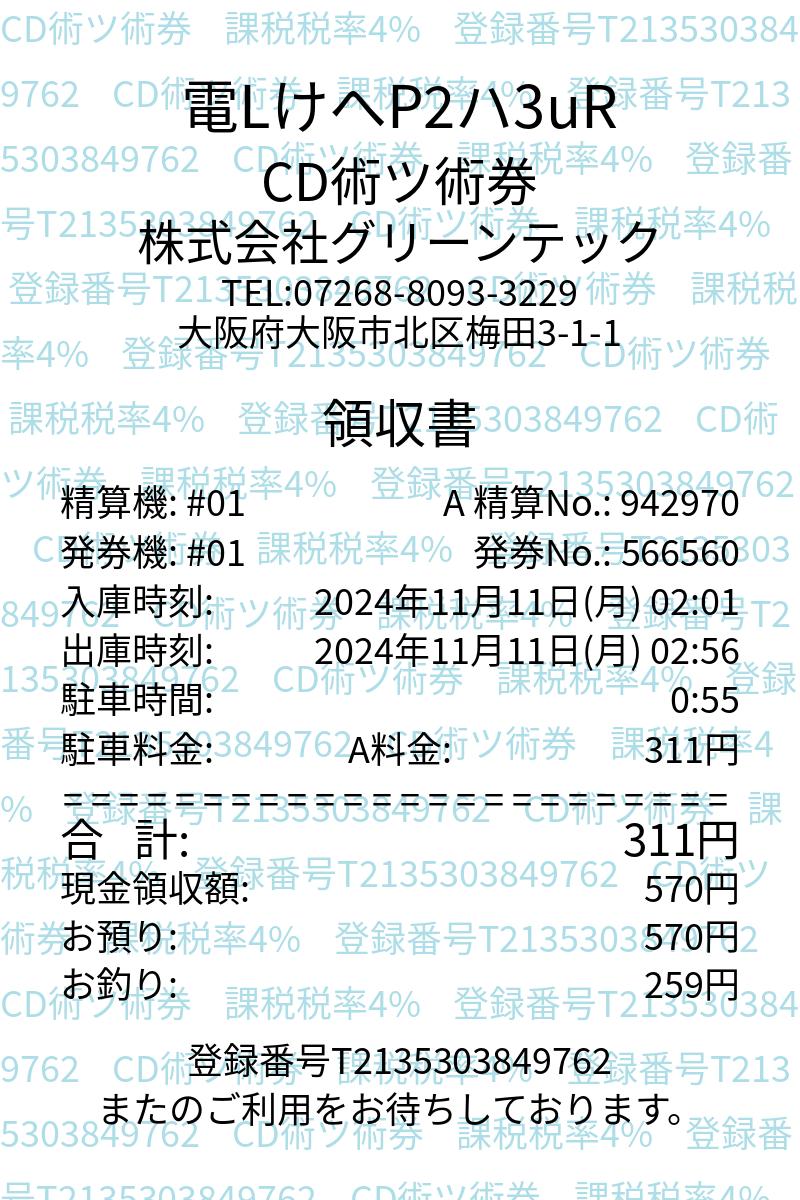 電LけへP2ハ3uR
CD術ツ術券
株式会社グリーンテック
TEL:07268-8093-3229
大阪府大阪市北区梅田3-1-1
領収書
精算機: #01 A 精算No.: 942970
発券機: #01 発券No.: 566560
入庫時刻: 2024年11月11日(月) 02:01
出庫時刻: 2024年11月11日(月) 02:56
駐車時間: 0:55
駐車料金: A料金: 311円
========================
合 計: 311円
現金領収額: 570円
お預り: 570円
お釣り: 259円
登録番号T2135303849762
またのご利用をお待ちしております。
CD術ツ術券 課税税率4% 登録番号T2135303849762